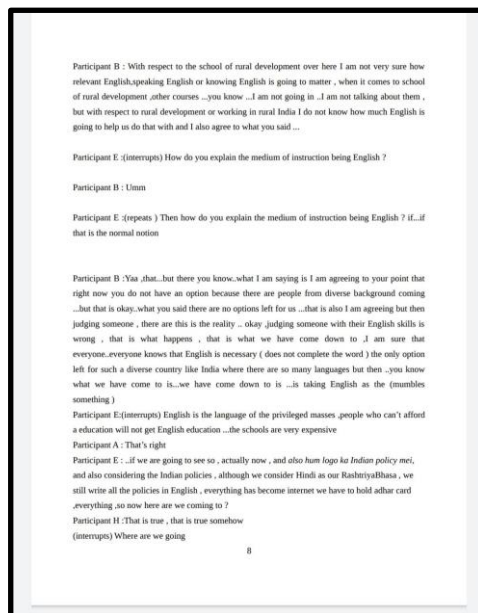 Participant B : With respect to the school of rural development over here I am not very sure how
relevant English,speaking English or knowing English is going to matter , when it comes to school
of rural development ,other courses ...you know ...I am not going in ..I am not talking about them ,
but with respect to rural development or working in rural India I do not know how much English is
going to help us do that with and I also agree to what you said ...
Participant E :(interrupts) How do you explain the medium of instruction being English ?
Participant B : Umm
Participant E :(repeats ) Then how do you explain the medium of instruction being English ? if...if
that is the normal notion
Participant B :Yaa ,that...but there you know..what I am saying is I am agreeing to your point that
right now you do not have an option because there are people from diverse background coming
...but that is okay..what you said there are no options left for us ...that is also I am agreeing but then
judging someone , there are this is the reality .. okay ,judging someone with their English skills is
wrong , that is what happens , that is what we have come down to ,I am sure that
everyone..everyone knows that English is necessary ( does not complete the word ) the only option
left for such a diverse country like India where there are so many languages but then ..you know
what we have come to is...we have come down to is ...is taking English as the (mumbles
something )
Participant E:(interrupts) English is the language of the privileged masses ,people who can't afford
a education will not get English education ...the schools are very expensive
Participant A : That's right
Participant E : ..if we are going to see so , actually now , and also hum logo ka Indian policy mei,
and also considering the Indian policies , although we consider Hindi as our RashtriyaBhasa , we
still write all the policies in English , everything has become internet we have to hold adhar card
,everything ,so now here are we coming to ?
Participant H :That is true , that is true somehow
(interrupts) Where are we going
8